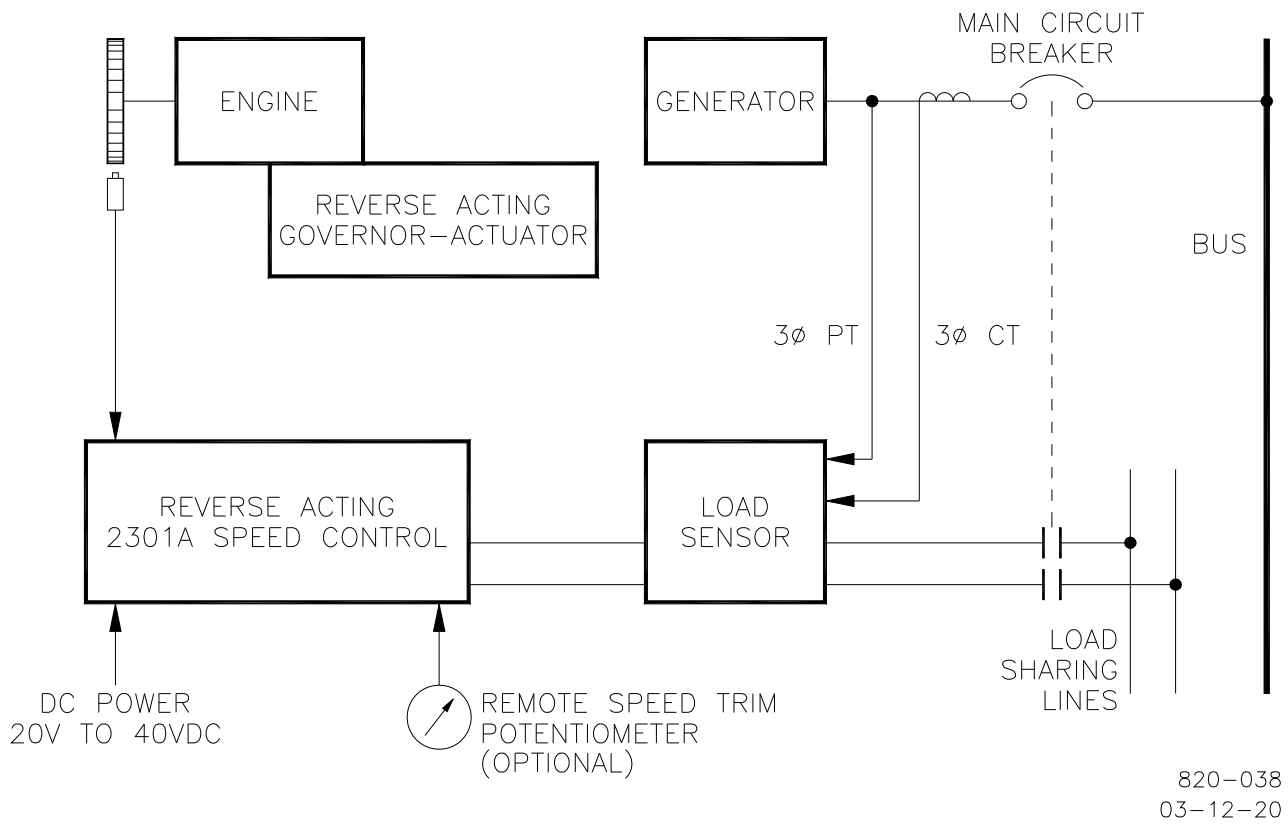 MAIN CIRCUIT
BREAKER
ENGINE
GENERATOR
REVERSE ACTING
GOVERNOR-ACTUATOR
BUS
3ø PT
3ø CT
REVERSE ACTING
2301A SPEED CONTROL
LOAD
SENSOR
LOAD
SHARING
LINES
DC POWER
20V TO 40VDC
REMOTE SPEED TRIM
POTENTIOMETER
(OPTIONAL)
820-038
03-12-20